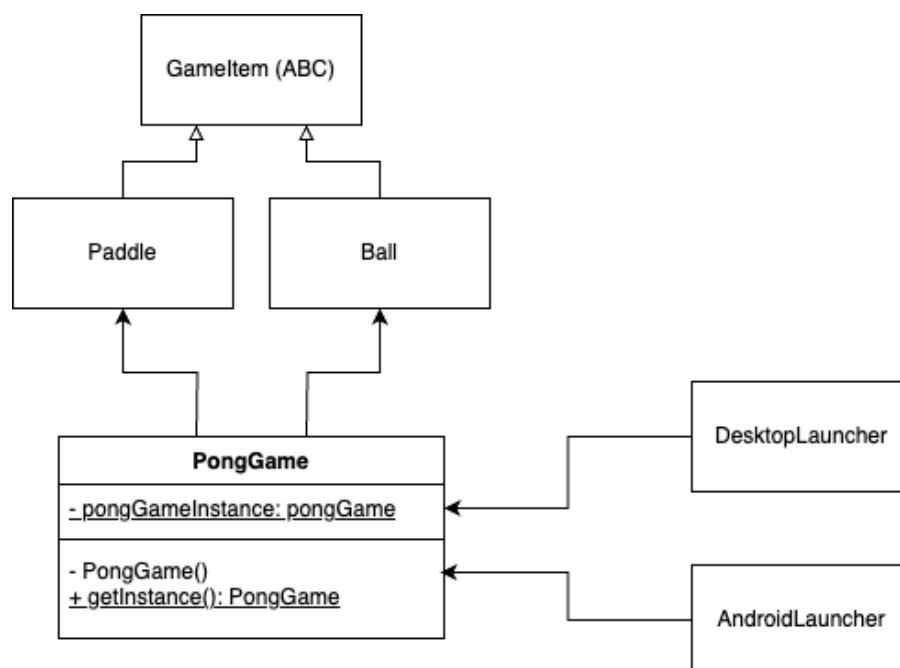 GameItem (ABC)
Paddle
Ball
PongGame
- pongGameInstance: pongGame
- PongGame()
+ getInstance(): PongGame
DesktopLauncher
AndroidLauncher